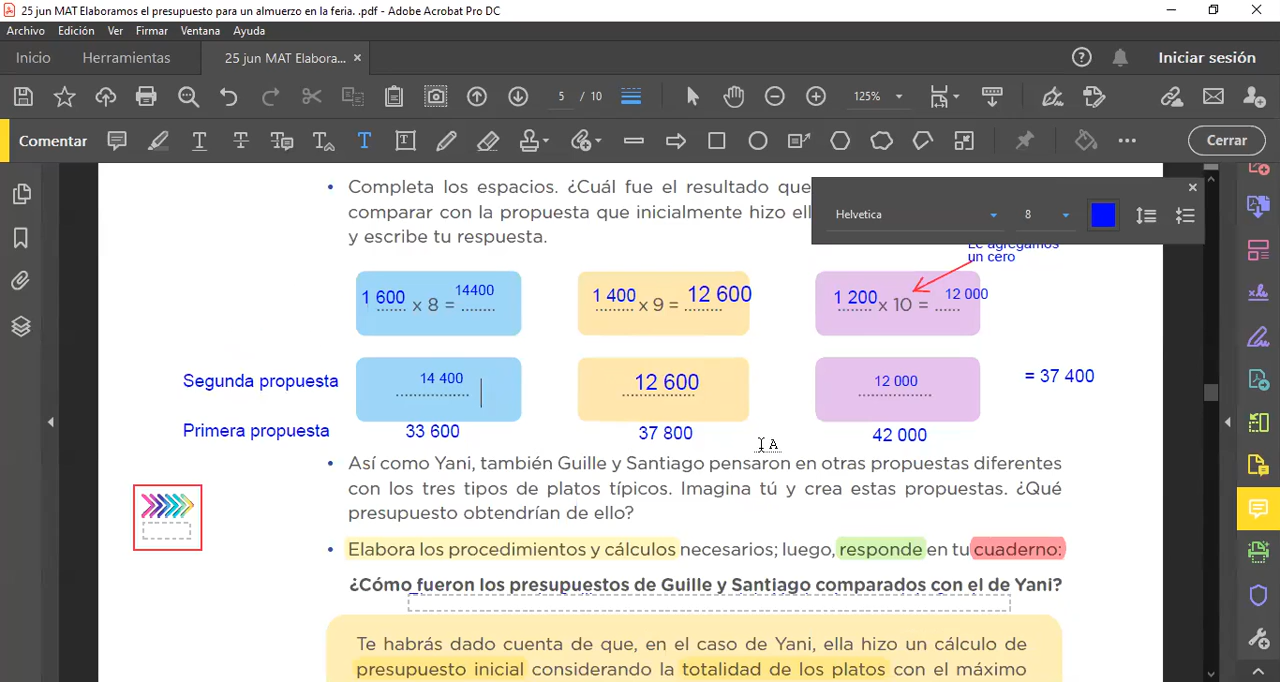 25 jun MAT Elaboramos el presupuesto para un almuerzo en la feria. .pdf - Adobe Acrobat Pro DC
Archivo Edición Ver Firmar Ventana Ayuda
Inicio Herramientas 25 jun MAT Elabora... × Iniciar sesión
5 / 10 125%
Comentar Cerrar
Helvetica 8
• Completa los espacios. ¿Cuál fue el resultado que
comparar con la propuesta que inicialmente hizo ell
y escribe tu respuesta.
Le agregamos
un cero
1 600 x 8 = 14400
1 400 x 9 = 12 600
1 200 x 10 = 12 000
Segunda propuesta 14 400 12 600 12 000 = 37 400
Primera propuesta 33 600 37 800 42 000
• Así como Yani, también Guille y Santiago pensaron en otras propuestas diferentes
con los tres tipos de platos típicos. Imagina tú y crea estas propuestas. ¿Qué
presupuesto obtendrían de ello?
• Elabora los procedimientos y cálculos necesarios; luego, responde en tu cuaderno:
¿Cómo fueron los presupuestos de Guille y Santiago comparados con el de Yani?
Te habrás dado cuenta de que, en el caso de Yani, ella hizo un cálculo de
presupuesto inicial considerando la totalidad de los platos con el máximo